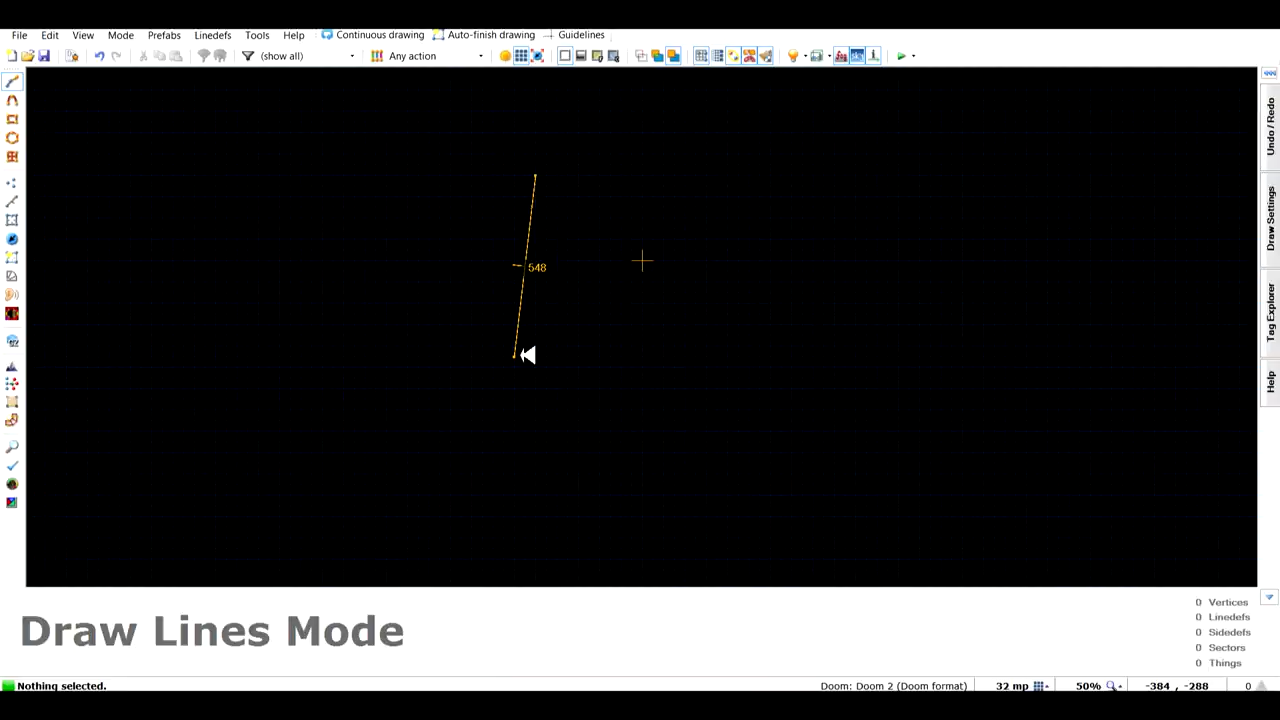 File Edit View Mode Prefabs Linedefs Tools Help Continuous drawing Auto-finish drawing Guidelines
(show all) Any action
Undo / Redo
Draw Settings
Tag Explorer
Help
548
Draw Lines Mode
0 Vertices
0 Linedefs
0 Sidedefs
0 Sectors
0 Things
Nothing selected. Doom: Doom 2 (Doom format) 32 mp 50% -384 , -288 0